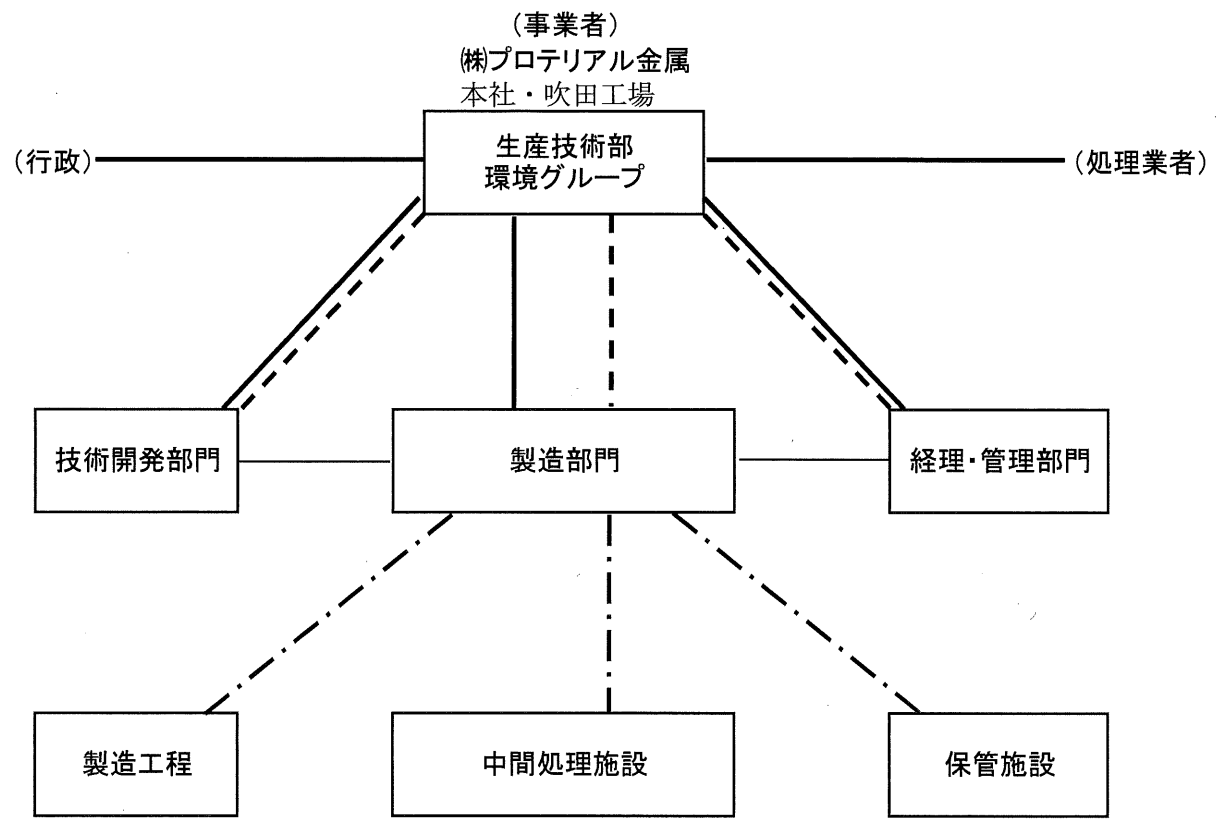 （事業者）
㈱プロテリアル金属
本社・吹田工場
（行政）
生産技術部
環境グループ
（処理業者）
技術開発部門
製造部門
経理・管理部門
製造工程
中間処理施設
保管施設